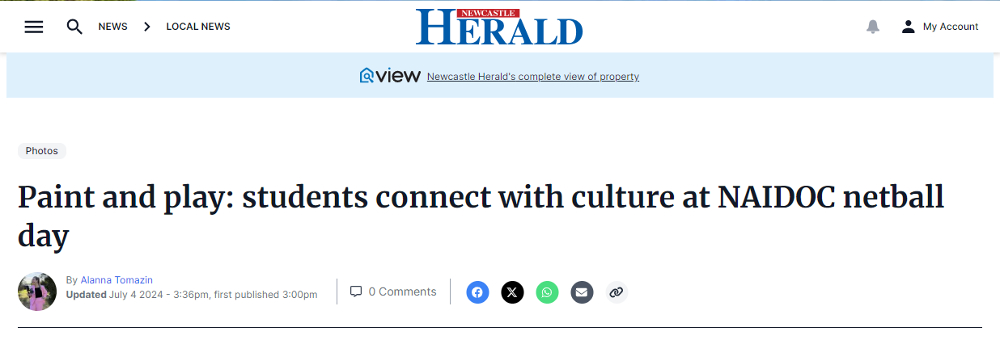 NEWS
LOCAL NEWS
NEWCASTLE
HERALD
My Account
view
Newcastle Herald's complete view of property
Photos
Paint and play: students connect with culture at NAIDOC netball
day
By Alanna Tomazin
Updated July 4 2024 - 3:36pm, first published 3:00pm
0 Comments